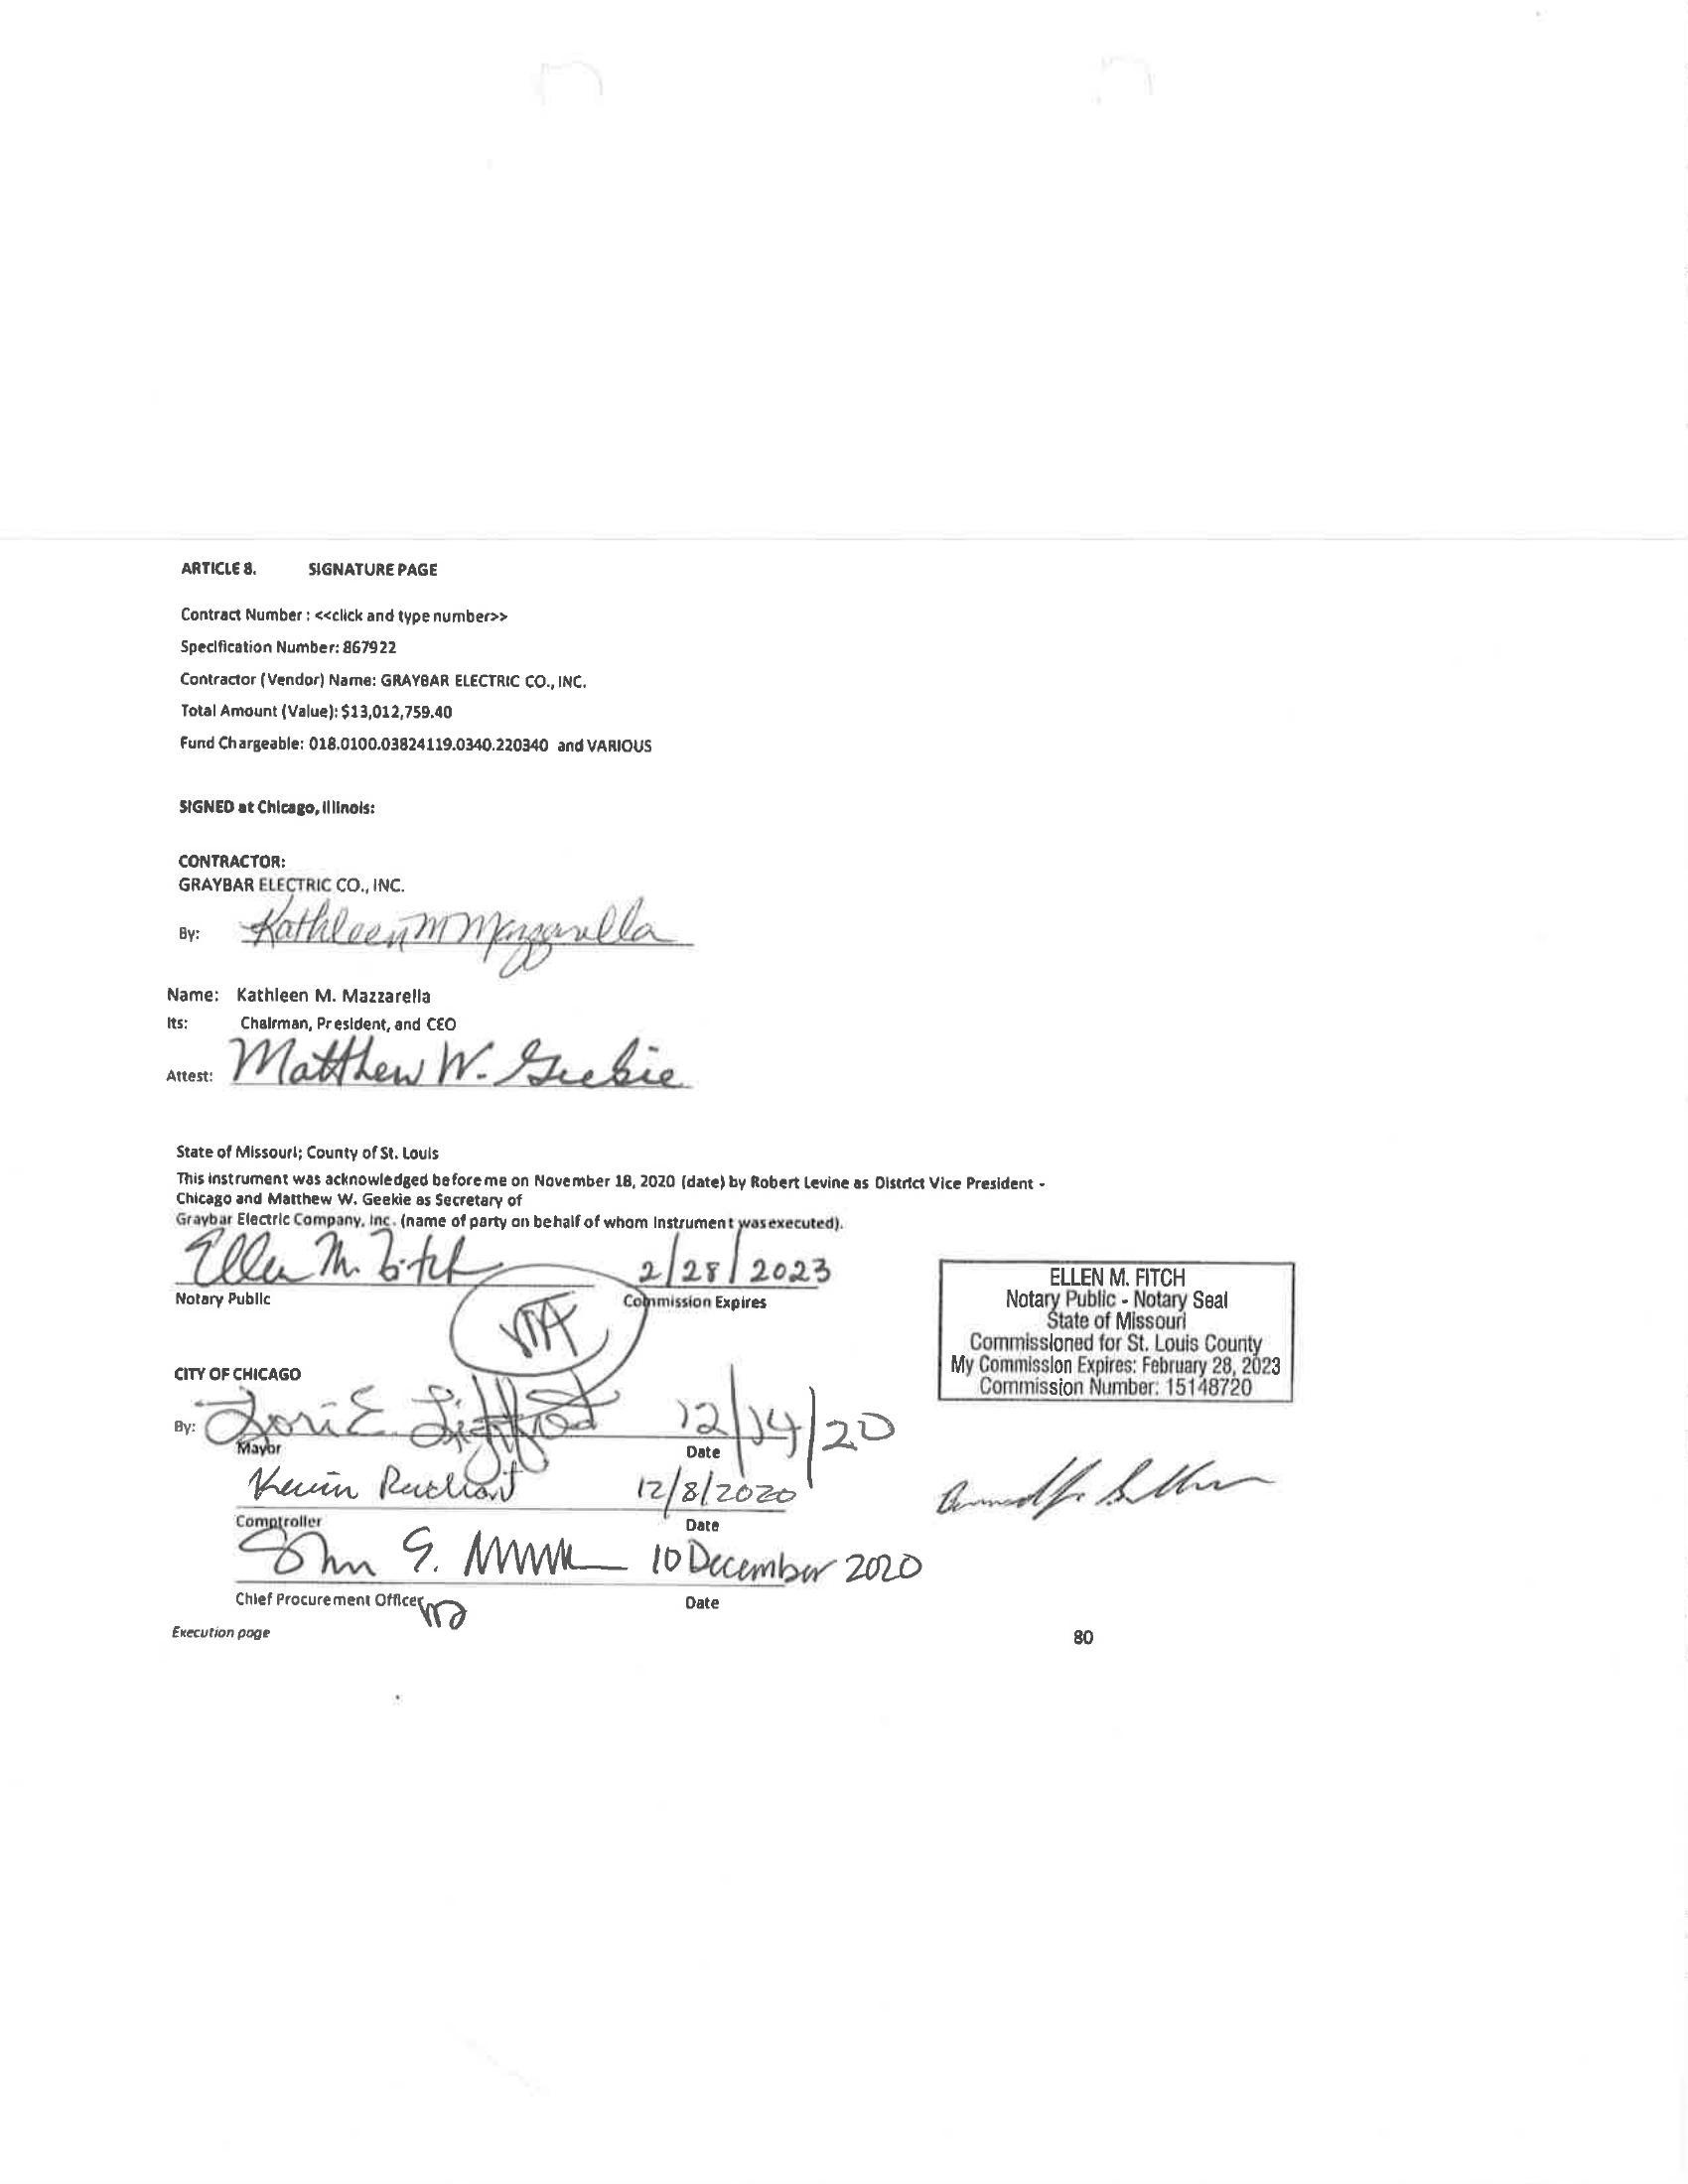 ARTICLE 8. SIGNATURE PAGE
Contract Number : <<click and type number>>
Specification Number: 867922
Contractor (Vendor) Name: GRAYBAR ELECTRIC CO., INC.
Total Amount (Value): $13,012,759.40
Fund Chargeable: 018.0100.03824119.0340.220340 and VARIOUS
SIGNED at Chicago, Illinois:
CONTRACTOR:
GRAYBAR ELECTRIC CO., INC.
By: Kathleen M Mazzarella
Name: Kathleen M. Mazzarella
Its: Chairman, President, and CEO
Attest: Matthew W. Geekie
State of Missouri; County of St. Louis
This instrument was acknowledged before me on November 18, 2020 (date) by Robert Levine as District Vice President -
Chicago and Matthew W. Geekie as Secretary of
Graybar Electric Company, Inc. (name of party on behalf of whom instrument was executed).
Ellen M. Fitch 2/28/2023
Notary Public Commission Expires
ELLEN M. FITCH
Notary Public - Notary Seal
State of Missouri
Commissioned for St. Louis County
My Commission Expires: February 28, 2023
Commission Number: 15148720
CITY OF CHICAGO
By: Lori E. Lightfoot 12/14/20
Mayor Date
Kevin 12/8/2020
Comptroller Date
10 December 2020
Chief Procurement Officer Date
Execution page 80